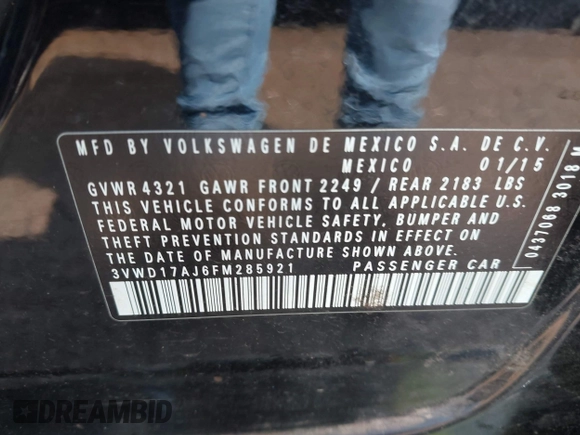 MFD BY VOLKSWAGEN DE MEXICO S.A. DE C.V.
MEXICO 01/15
GVWR 4321 GAWR FRONT 2249 / REAR 2183 LBS
THIS VEHICLE CONFORMS TO ALL APPLICABLE U.S.
FEDERAL MOTOR VEHICLE SAFETY, BUMPER AND
THEFT PREVENTION STANDARDS IN EFFECT ON
THE DATE OF MANUFACTURE SHOWN ABOVE.
3VWD17AJ6FM285921 PASSENGER CAR
0437068 3018 M
DREAMBID